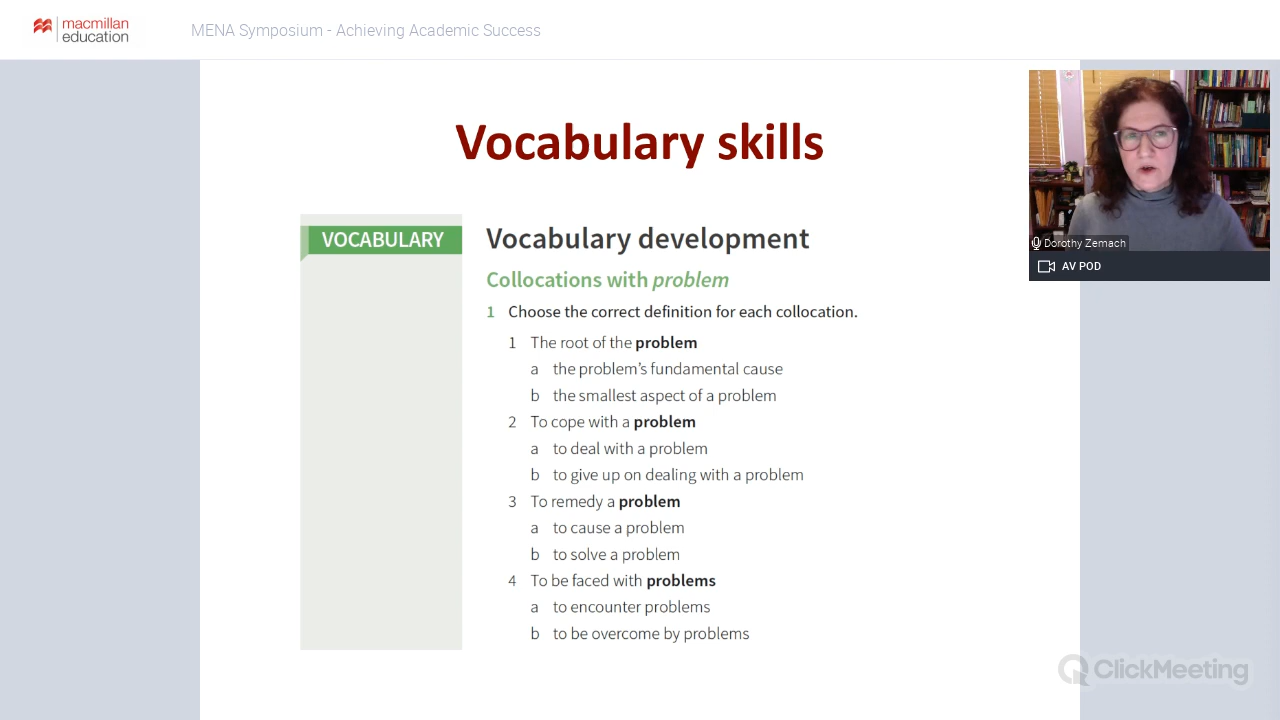 macmillan
education
MENA Symposium - Achieving Academic Success
Vocabulary skills
VOCABULARY
Vocabulary development
Collocations with problem
1 Choose the correct definition for each collocation.
1 The root of the problem
a the problem's fundamental cause
b the smallest aspect of a problem
2 To cope with a problem
a to deal with a problem
b to give up on dealing with a problem
3 To remedy a problem
a to cause a problem
b to solve a problem
4 To be faced with problems
a to encounter problems
b to be overcome by problems
Dorothy Zemach
AV POD
ClickMeeting